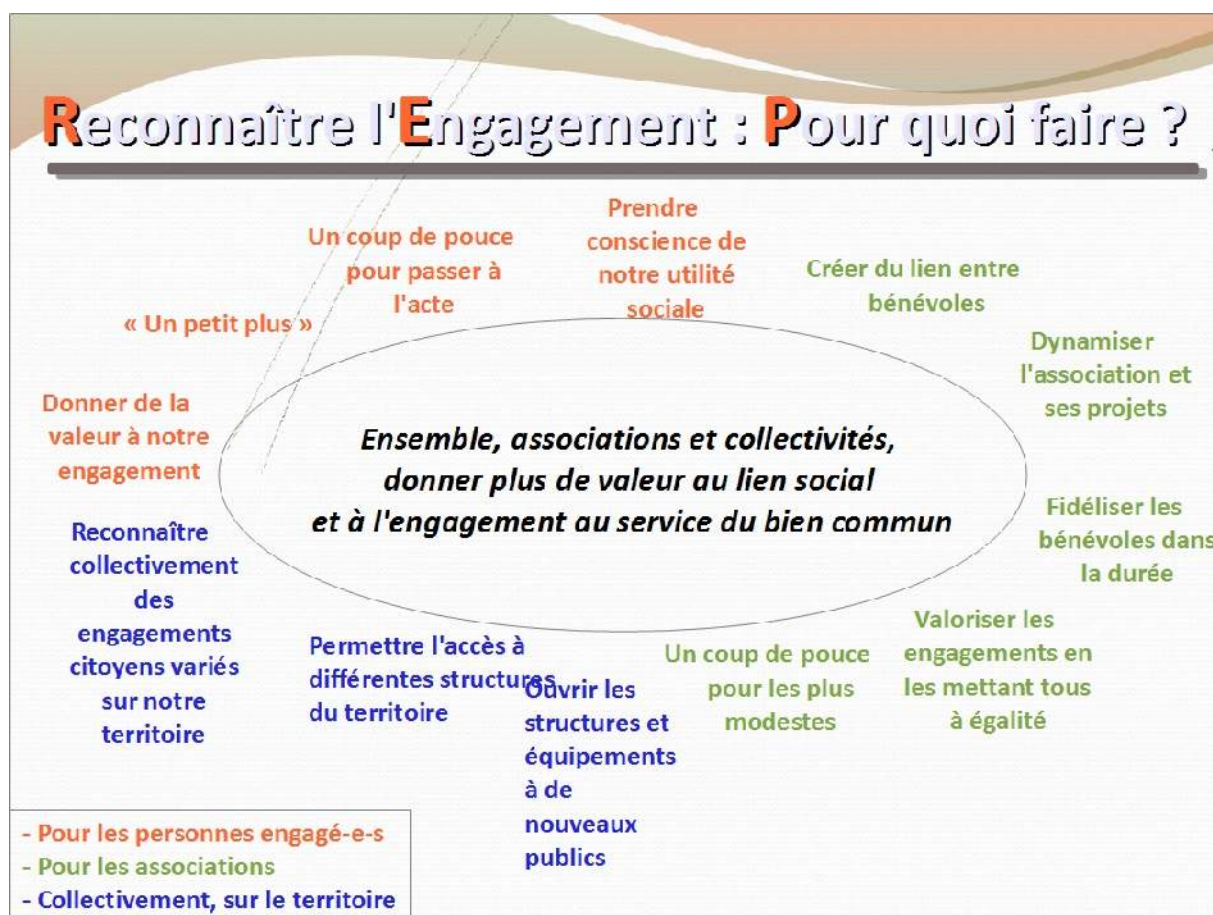 Reconnaître l'Engagement : Pour quoi faire ?
Un coup de pouce
pour passer à
l'acte
Prendre
conscience de
notre utilité
sociale
Créer du lien entre
bénévoles
« Un petit plus »
Dynamiser
l'association et
ses projets
Donner de la
valeur à notre
engagement
Ensemble, associations et collectivités,
donner plus de valeur au lien social
et à l'engagement au service du bien commun
Fidéliser les
bénévoles dans
la durée
Reconnaître
collectivement
des
engagements
citoyens variés
sur notre
territoire
Permettre l'accès à
différentes structures
du territoire
Ouvrir les
structures et
équipements
à de
nouveaux
publics
Un coup de pouce
pour les plus
modestes
Valoriser les
engagements en
les mettant tous
à égalité
- Pour les personnes engagé-e-s
- Pour les associations
- Collectivement, sur le territoire